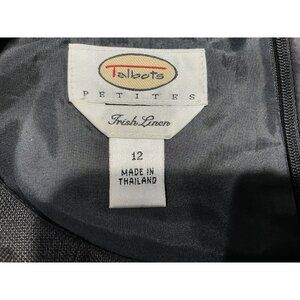 Talbots
PETITES
Irish Linen
12
MADE IN
THAILAND